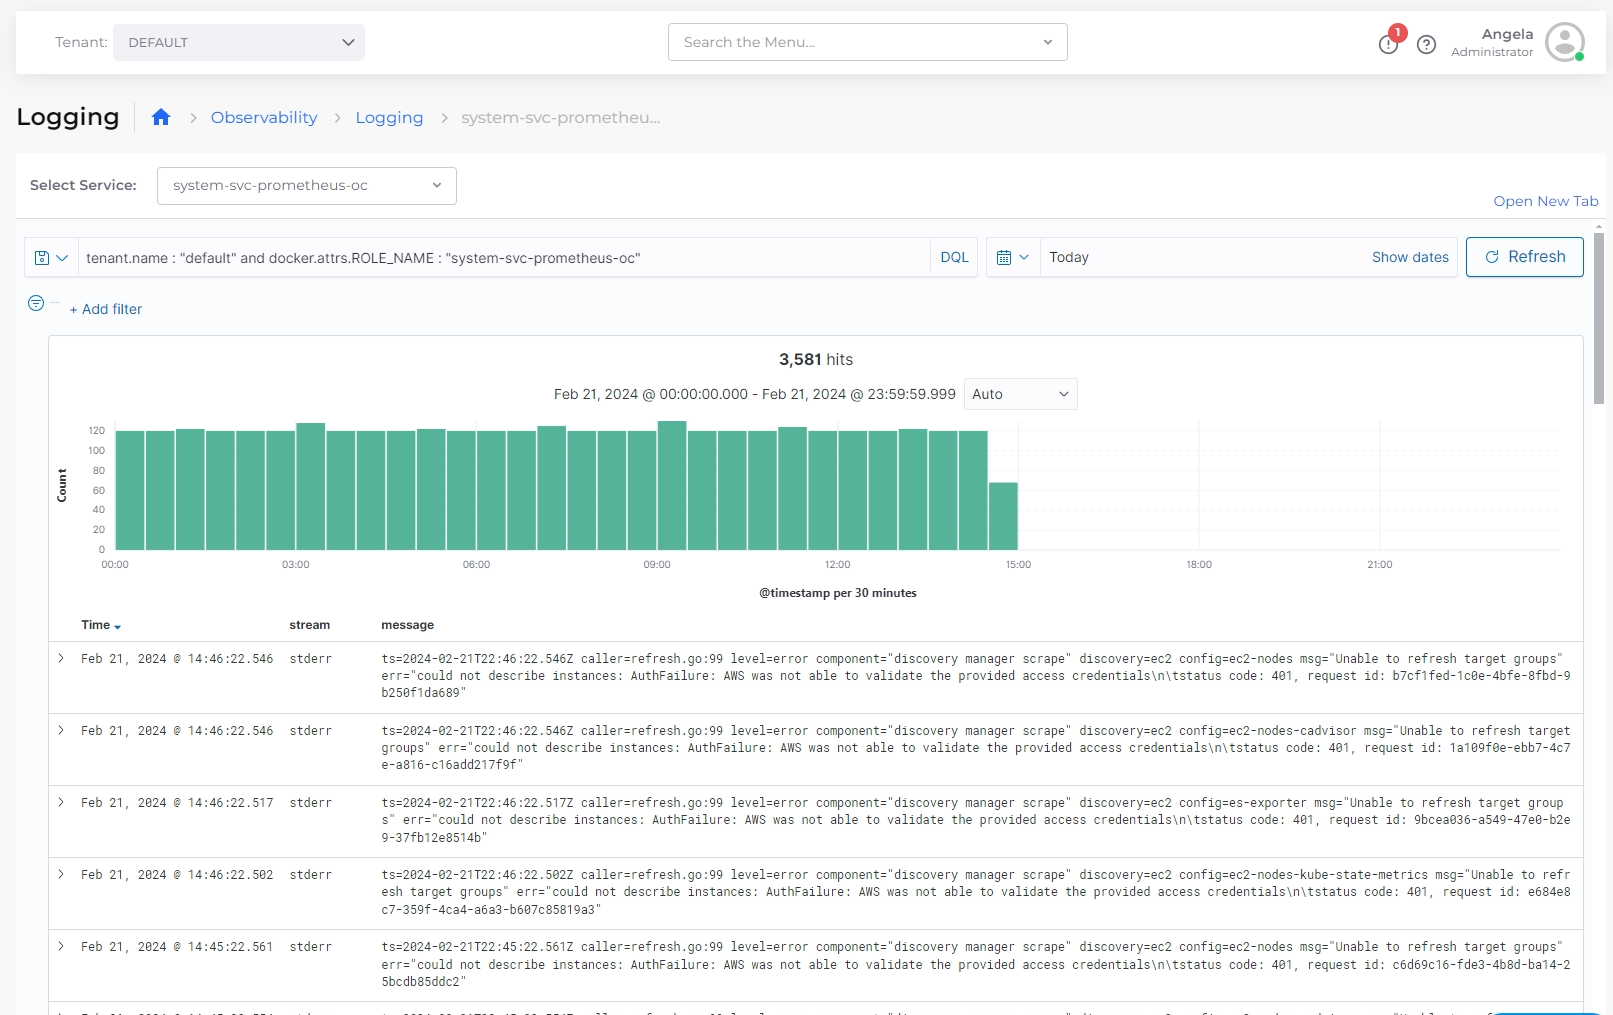 Tenant: DEFAULT
Search the Menu...
1
Angela
Administrator
Logging
Observability
Logging
system-svc-prometheu...
Select Service: system-svc-prometheus-oc
Open New Tab
tenant.name : "default" and docker.attrs.ROLE_NAME : "system-svc-prometheus-oc"
DQL
Today
Show dates
Refresh
+ Add filter
3,581 hits
Feb 21, 2024 @ 00:00:00.000 - Feb 21, 2024 @ 23:59:59.999
Auto
Count
120
100
80
60
40
20
0
00:00 03:00 06:00 09:00 12:00 15:00 18:00 21:00
@timestamp per 30 minutes
Time stream message
Feb 21, 2024 @ 14:46:22.546 stderr ts=2024-02-21T22:46:22.546Z caller=refresh.go:99 level=error component="discovery manager scrape" discovery=ec2 config=ec2-nodes msg="Unable to refresh target groups"
err="could not describe instances: AuthFailure: AWS was not able to validate the provided access credentials\n\tstatus code: 401, request id: b7cf1fed-1c0e-4bfe-8fbd-9
b250f1da689"
Feb 21, 2024 @ 14:46:22.546 stderr ts=2024-02-21T22:46:22.546Z caller=refresh.go:99 level=error component="discovery manager scrape" discovery=ec2 config=ec2-nodes-cadvisor msg="Unable to refresh target
groups" err="could not describe instances: AuthFailure: AWS was not able to validate the provided access credentials\n\tstatus code: 401, request id: 1a109f0e-ebb7-4c7
e-a816-c16add217f9f"
Feb 21, 2024 @ 14:46:22.517 stderr ts=2024-02-21T22:46:22.517Z caller=refresh.go:99 level=error component="discovery manager scrape" discovery=ec2 config=es-exporter msg="Unable to refresh target group
s" err="could not describe instances: AuthFailure: AWS was not able to validate the provided access credentials\n\tstatus code: 401, request id: 9bcea036-a549-47e0-b2e
9-37fb12e8514b"
Feb 21, 2024 @ 14:46:22.502 stderr ts=2024-02-21T22:46:22.502Z caller=refresh.go:99 level=error component="discovery manager scrape" discovery=ec2 config=ec2-nodes-kube-state-metrics msg="Unable to refr
esh target groups" err="could not describe instances: AuthFailure: AWS was not able to validate the provided access credentials\n\tstatus code: 401, request id: e684e8
c7-359f-4ca4-a6a3-b607c85819a3"
Feb 21, 2024 @ 14:45:22.561 stderr ts=2024-02-21T22:45:22.561Z caller=refresh.go:99 level=error component="discovery manager scrape" discovery=ec2 config=ec2-nodes msg="Unable to refresh target groups"
err="could not describe instances: AuthFailure: AWS was not able to validate the provided access credentials\n\tstatus code: 401, request id: c6d69c16-fde3-4b8d-ba14-2
5bcdb85ddc2"